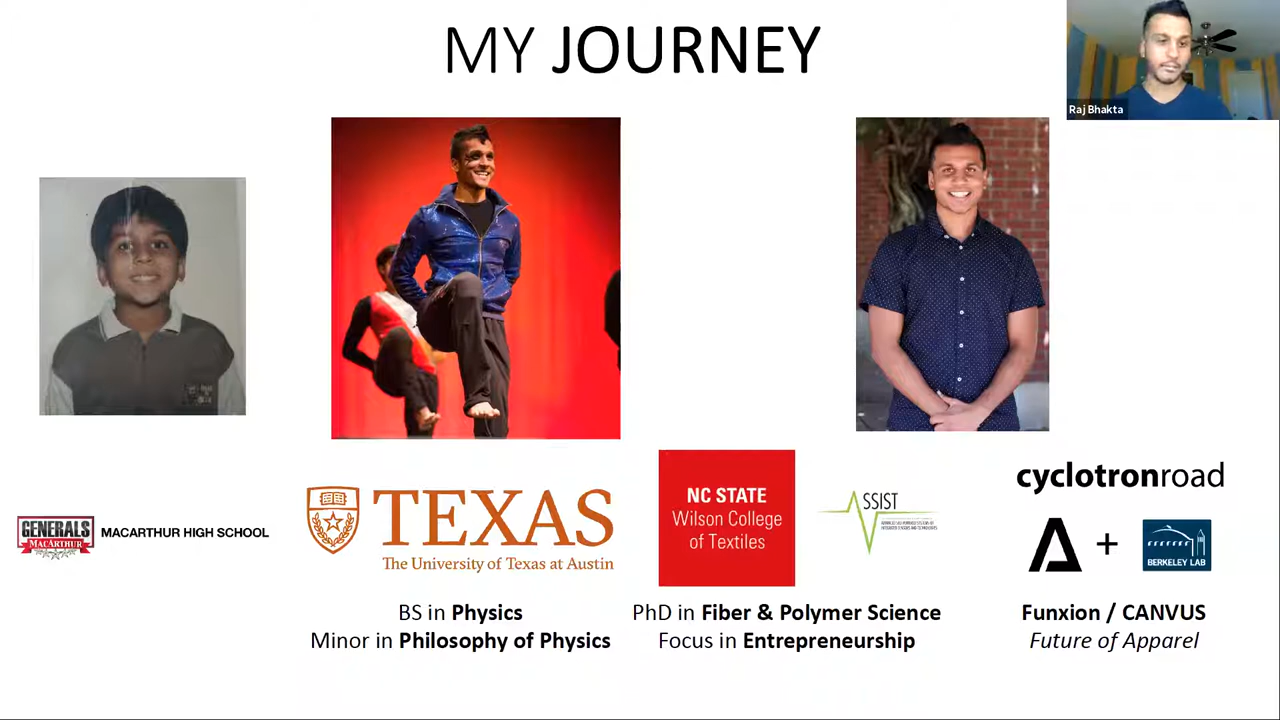 MY JOURNEY
Raj Bhakta
GENERALS
MACARTHUR
MACARTHUR HIGH SCHOOL
TEXAS
The University of Texas at Austin
NC STATE
Wilson College
of Textiles
SSIST
cyclotronroad
+
BERKELEY LAB
BS in Physics
Minor in Philosophy of Physics
PhD in Fiber & Polymer Science
Focus in Entrepreneurship
Funxion / CANVUS
Future of Apparel